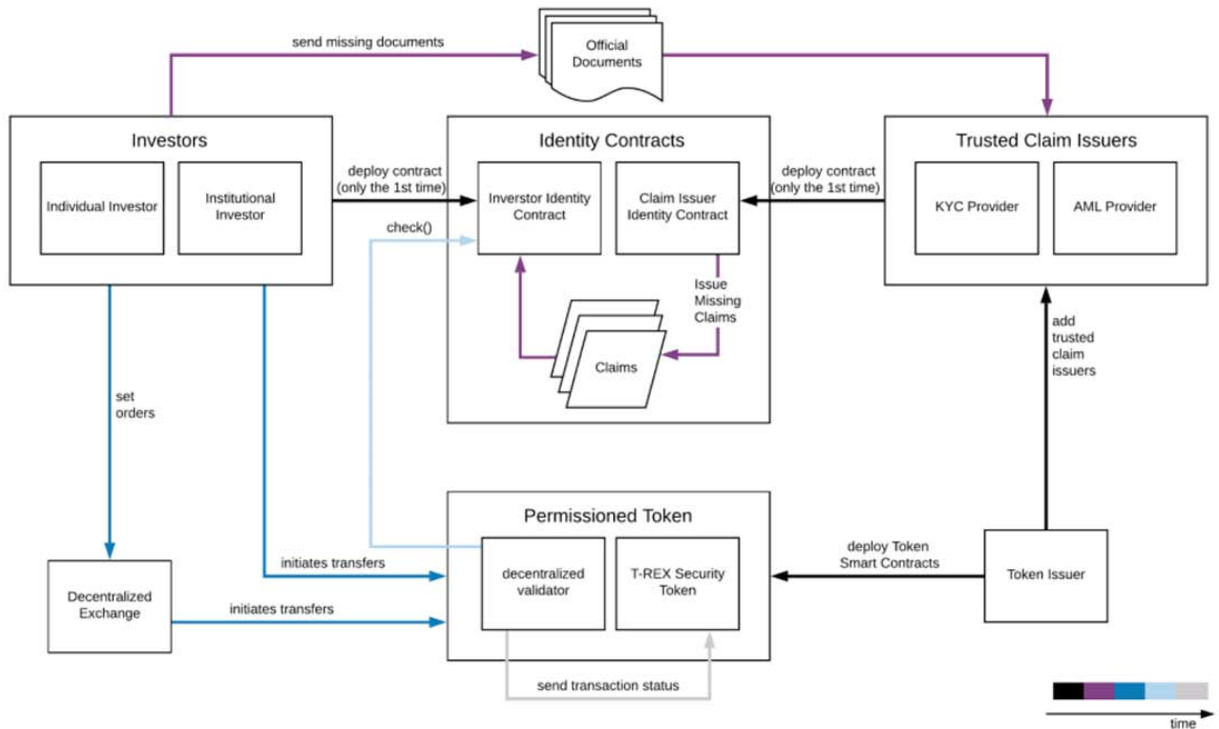 send missing documents
Official
Documents
Investors
Individual Investor
Institutional
Investor
deploy contract
(only the 1st time)
Identity Contracts
Inverstor Identity
Contract
Claim Issuer
Identity Contract
deploy contract
(only the 1st time)
Trusted Claim Issuers
KYC Provider
AML Provider
check()
Issue
Missing
Claims
Claims
add
trusted
claim
issuers
set
orders
Permissioned Token
decentralized
validator
T-REX Security
Token
deploy Token
Smart Contracts
Token Issuer
initiates transfers
Decentralized
Exchange
initiates transfers
send transaction status
time